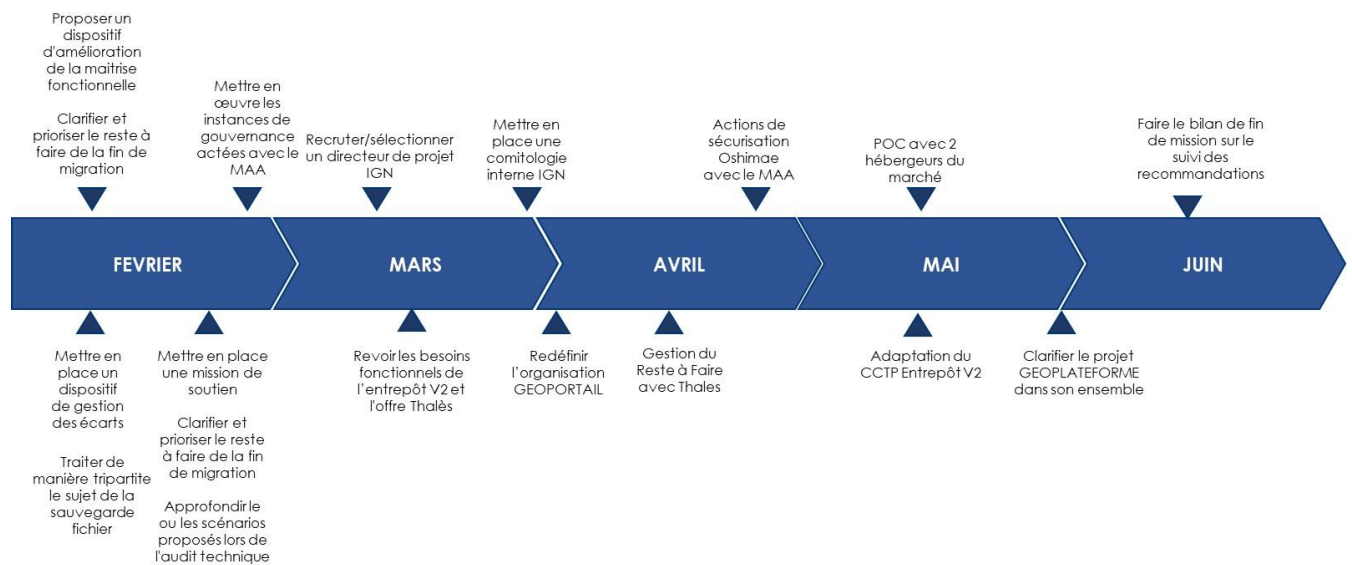 Proposer un
dispositif
d'amélioration
de la maitrise
fonctionnelle
Clarifier et
prioriser le reste à
faire de la fin de
migration
Mettre en
œuvre les
instances de
gouvernance
actées avec le
MAA
Recruter/sélectionner
un directeur de projet
IGN
Mettre en
place une
comitologie
interne IGN
Actions de
sécurisation
Oshimae
avec le MAA
POC avec 2
hébergeurs du
marché
Faire le bilan de fin
de mission sur le
suivi des
recommandations
FEVRIER
MARS
AVRIL
MAI
JUIN
Mettre en
place un
dispositif
de gestion
des écarts
Traiter de
manière tripartite
le sujet de la
sauvegarde
fichier
Mettre en place
une mission de
soutien
Clarifier et
prioriser le reste
à faire de la fin
de migration
Approfondir le
ou les scénarios
proposés lors de
l'audit technique
Revoir les besoins
fonctionnels de
l'entrepôt V2 et
l'offre Thalès
Redéfinir
l'organisation
GEOPORTAIL
Gestion du
Reste à Faire
avec Thales
Adaptation du
CCTP Entrepôt V2
Clarifier le projet
GEOPLATEFORME
dans son ensemble